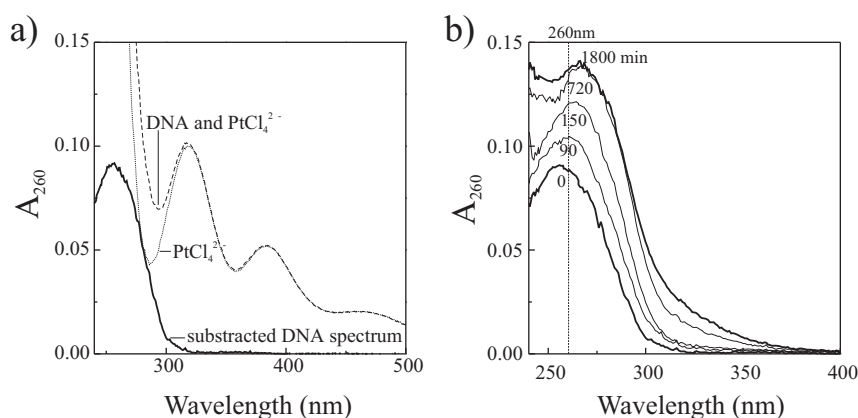 a)
A260
0.15
0.10
0.05
0.00
DNA and PtCl4 2 -
PtCl4 2-
substracted DNA spectrum
300
400
500
Wavelength (nm)
b)
A260
0.15
0.10
0.05
0.00
260nm
1800 min
720
150
90
0
250
300
350
400
Wavelength (nm)